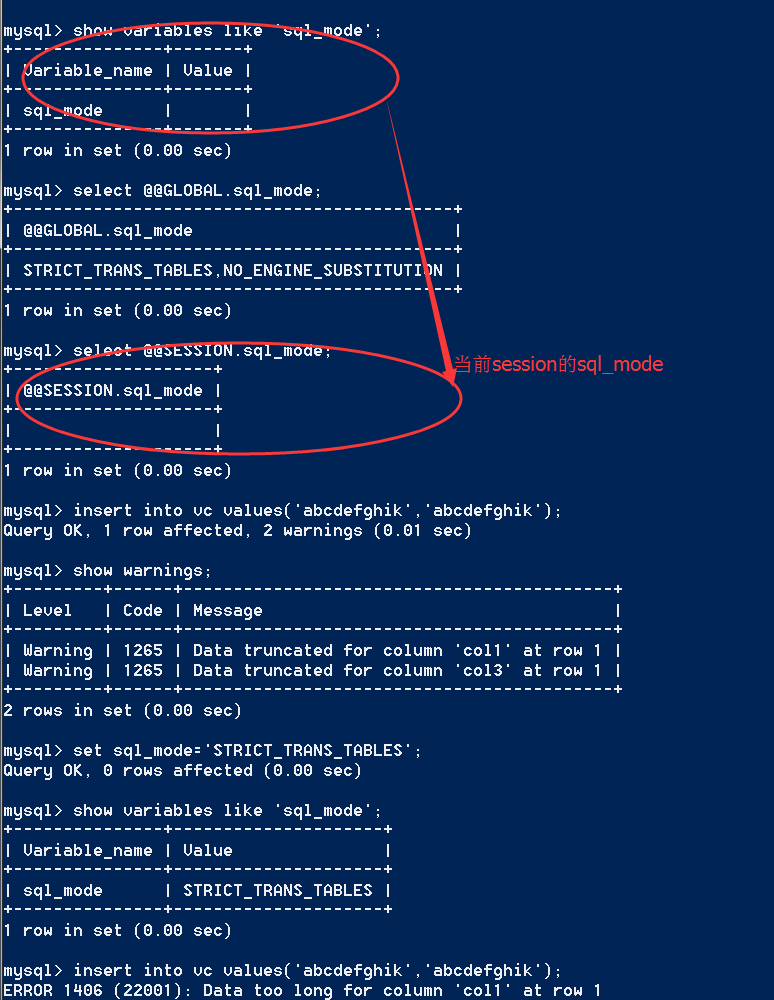 mysql> show variables like 'sql_mode';
+---------------+-------+
| Variable_name | Value |
+---------------+-------+
| sql_mode      |       |
+---------------+-------+
1 row in set (0.00 sec)
mysql> select @@GLOBAL.sql_mode;
+--------------------------------------------+
| @@GLOBAL.sql_mode                          |
+--------------------------------------------+
| STRICT_TRANS_TABLES,NO_ENGINE_SUBSTITUTION |
+--------------------------------------------+
1 row in set (0.00 sec)
mysql> select @@SESSION.sql_mode;
当前session的sql_mode
+--------------------+
| @@SESSION.sql_mode |
+--------------------+
|                    |
+--------------------+
1 row in set (0.00 sec)
mysql> insert into vc values('abcdefghik','abcdefghik');
Query OK, 1 row affected, 2 warnings (0.01 sec)
mysql> show warnings;
+---------+------+-------------------------------------------+
| Level   | Code | Message                                   |
+---------+------+-------------------------------------------+
| Warning | 1265 | Data truncated for column 'col1' at row 1 |
| Warning | 1265 | Data truncated for column 'col3' at row 1 |
+---------+------+-------------------------------------------+
2 rows in set (0.00 sec)
mysql> set sql_mode='STRICT_TRANS_TABLES';
Query OK, 0 rows affected (0.00 sec)
mysql> show variables like 'sql_mode';
+---------------+---------------------+
| Variable_name | Value               |
+---------------+---------------------+
| sql_mode      | STRICT_TRANS_TABLES |
+---------------+---------------------+
1 row in set (0.00 sec)
mysql> insert into vc values('abcdefghik','abcdefghik');
ERROR 1406 (22001): Data too long for column 'col1' at row 1